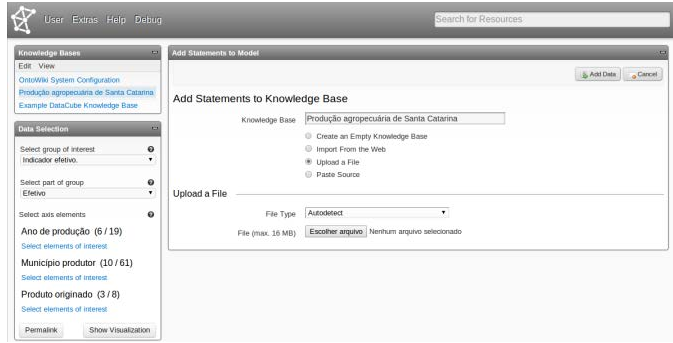 User Extras Help Debug
Search for Resources
Knowledge Bases
Edit View
OntoWiki System Configuration
Produção agropecuária de Santa Catarina
Example DataCube Knowledge Base
Data Selection
Select group of interest
Indicador efetivo.
Select part of group
Efetivo
Select axis elements
Ano de produção (6 / 19)
Select elements of interest
Município produtor (10 / 61)
Select elements of interest
Produto originado (3 / 8)
Select elements of interest
Permalink Show Visualization
Add Statements to Model
Add Data Cancel
Add Statements to Knowledge Base
Knowledge Base Produção agropecuária de Santa Catarina
Create an Empty Knowledge Base
Import From the Web
Upload a File
Paste Source
Upload a File
File Type Autodetect
File (max. 16 MB) Escolher arquivo Nenhum arquivo selecionado